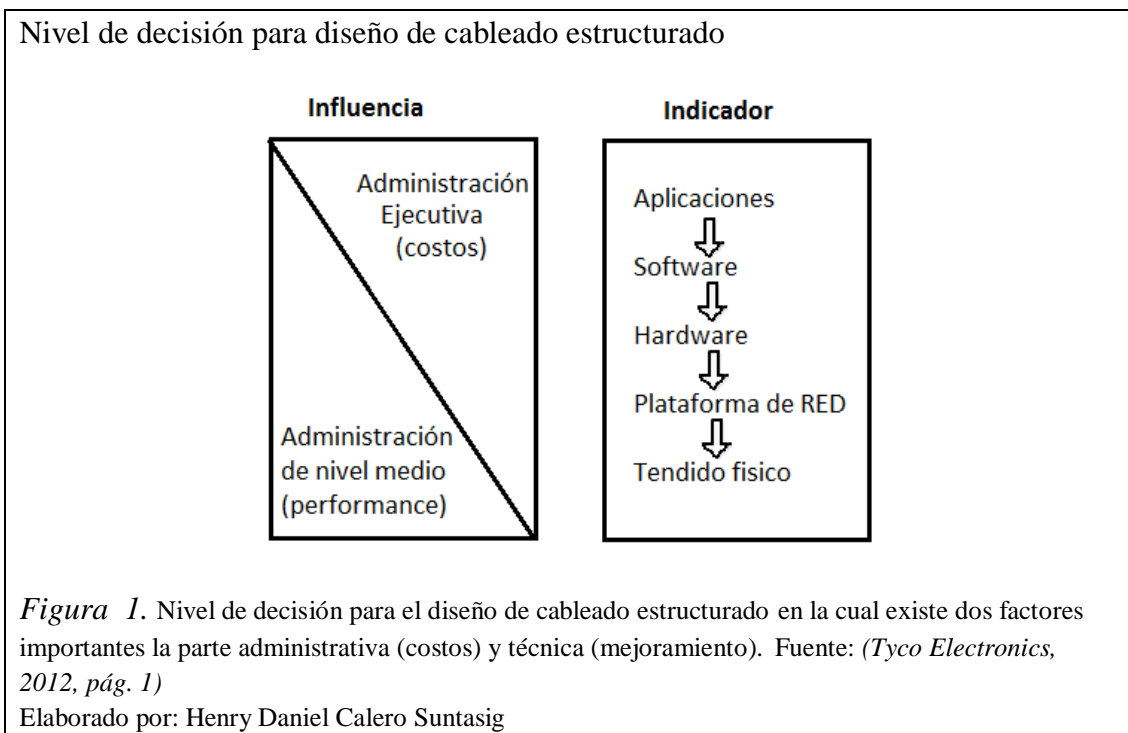 Nivel de decisión para diseño de cableado estructurado
Influencia
Administración
Ejecutiva
(costos)
Administración
de nivel medio
(performance)
Indicador
Aplicaciones
Software
Hardware
Plataforma de RED
Tendido fisico
Figura 1. Nivel de decisión para el diseño de cableado estructurado en la cual existe dos factores
importantes la parte administrativa (costos) y técnica (mejoramiento). Fuente: (Tyco Electronics,
2012, pág. 1)
Elaborado por: Henry Daniel Calero Suntasig